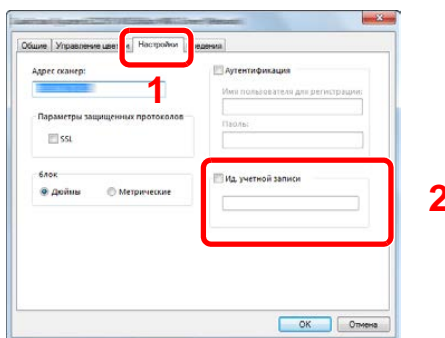 Общие
Управление цвет
Настройки
ведения
Адрес сканер:
1
Параметры защищенных протоколов
SSL
блок
Дюймы
Метрические
Аутентификация
Имя пользователя для регистрации:
Пароль:
Ид. учетной записи
2
OK
Отмена